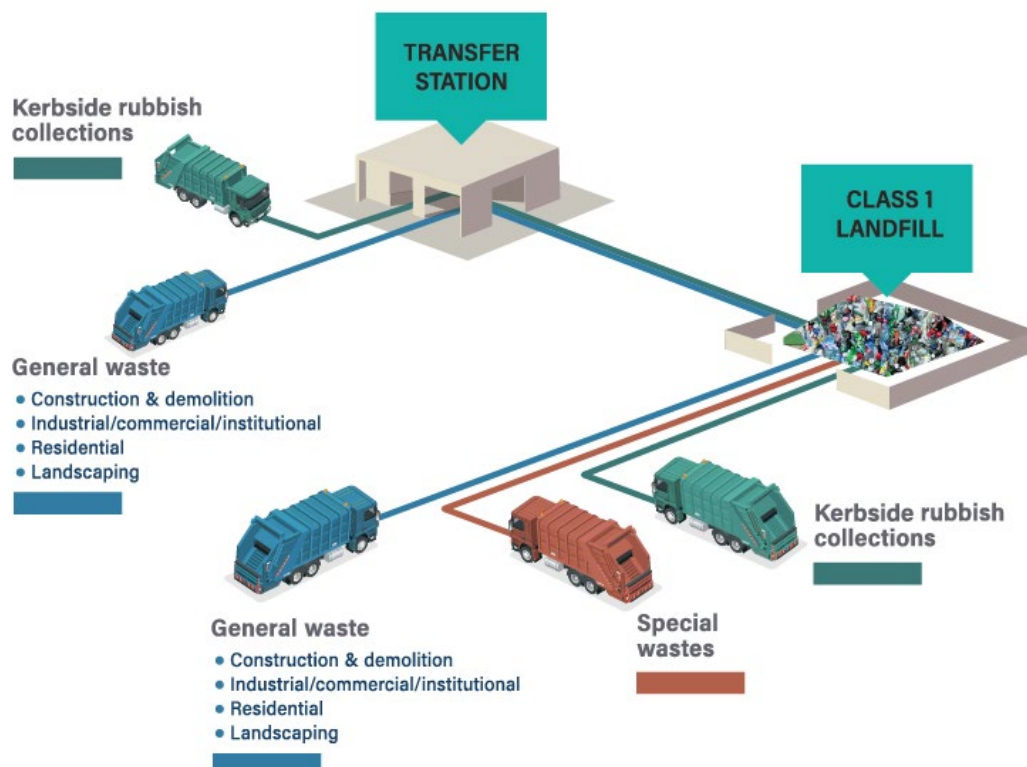 TRANSFER
STATION
Kerbside rubbish
collections
CLASS 1
LANDFILL
General waste
• Construction & demolition
• Industrial/commercial/institutional
• Residential
• Landscaping
Kerbside rubbish
collections
Special
wastes
General waste
• Construction & demolition
• Industrial/commercial/institutional
• Residential
• Landscaping